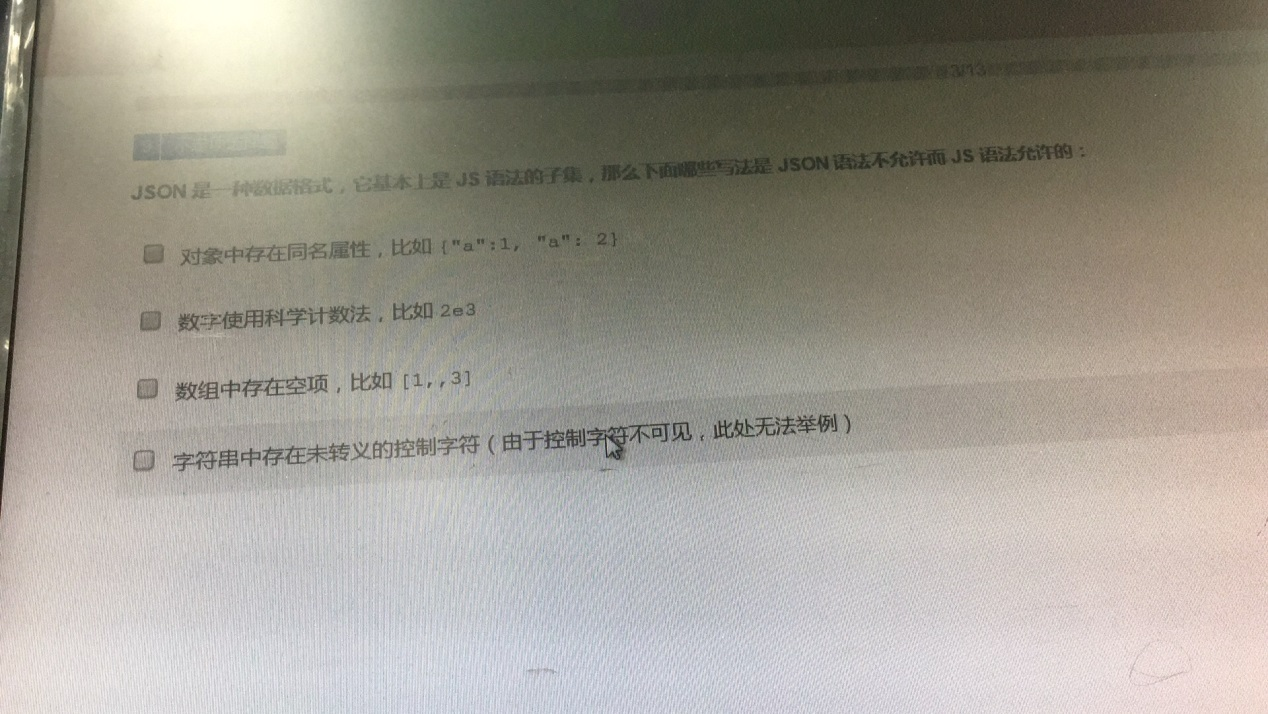 3/13
JSON 是一种数据格式，它基本上是 JS 语法的子集，那么下面哪些写法是 JSON 语法不允许而 JS 语法允许的：
对象中存在同名属性，比如 {"a":1, "a": 2}
数字使用科学计数法，比如 2e3
数组中存在空项，比如 [1,,3]
字符串中存在未转义的控制字符（由于控制字符不可见，此处无法举例）